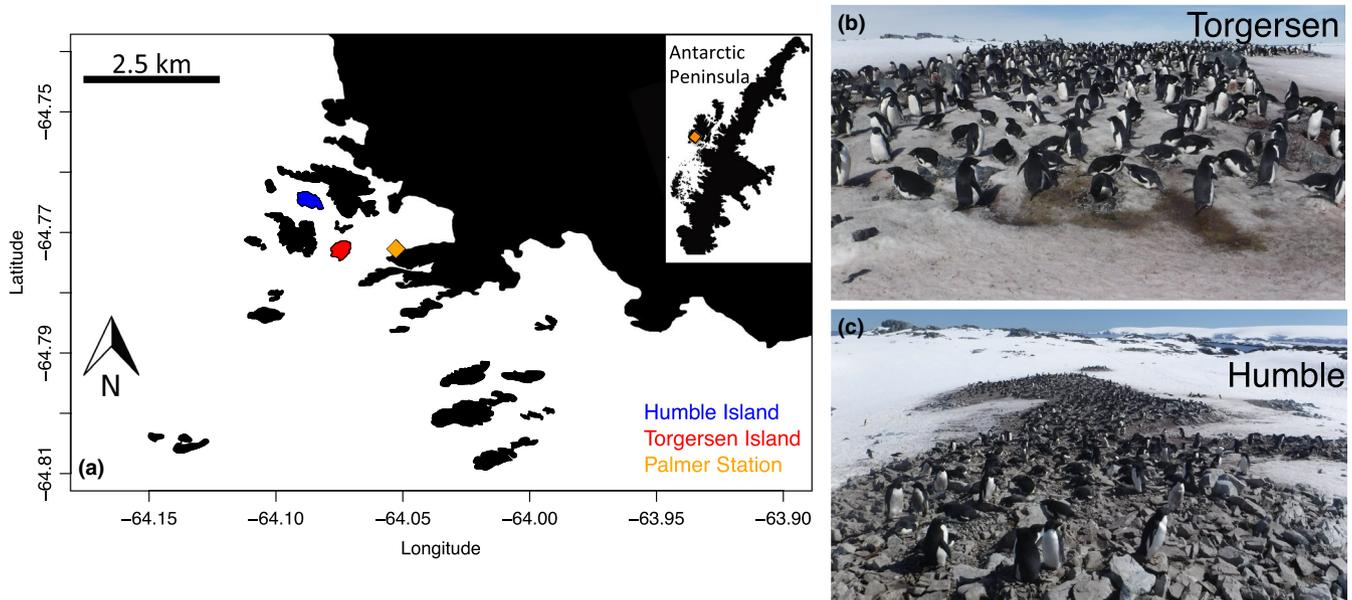 2.5 km
Antarctic
Peninsula
−64.75
−64.77
−64.79
−64.81
Latitude
N
Humble Island
Torgersen Island
Palmer Station
(a)
−64.15
−64.10
−64.05
−64.00
−63.95
−63.90
Longitude
(b)
Torgersen
(c)
Humble